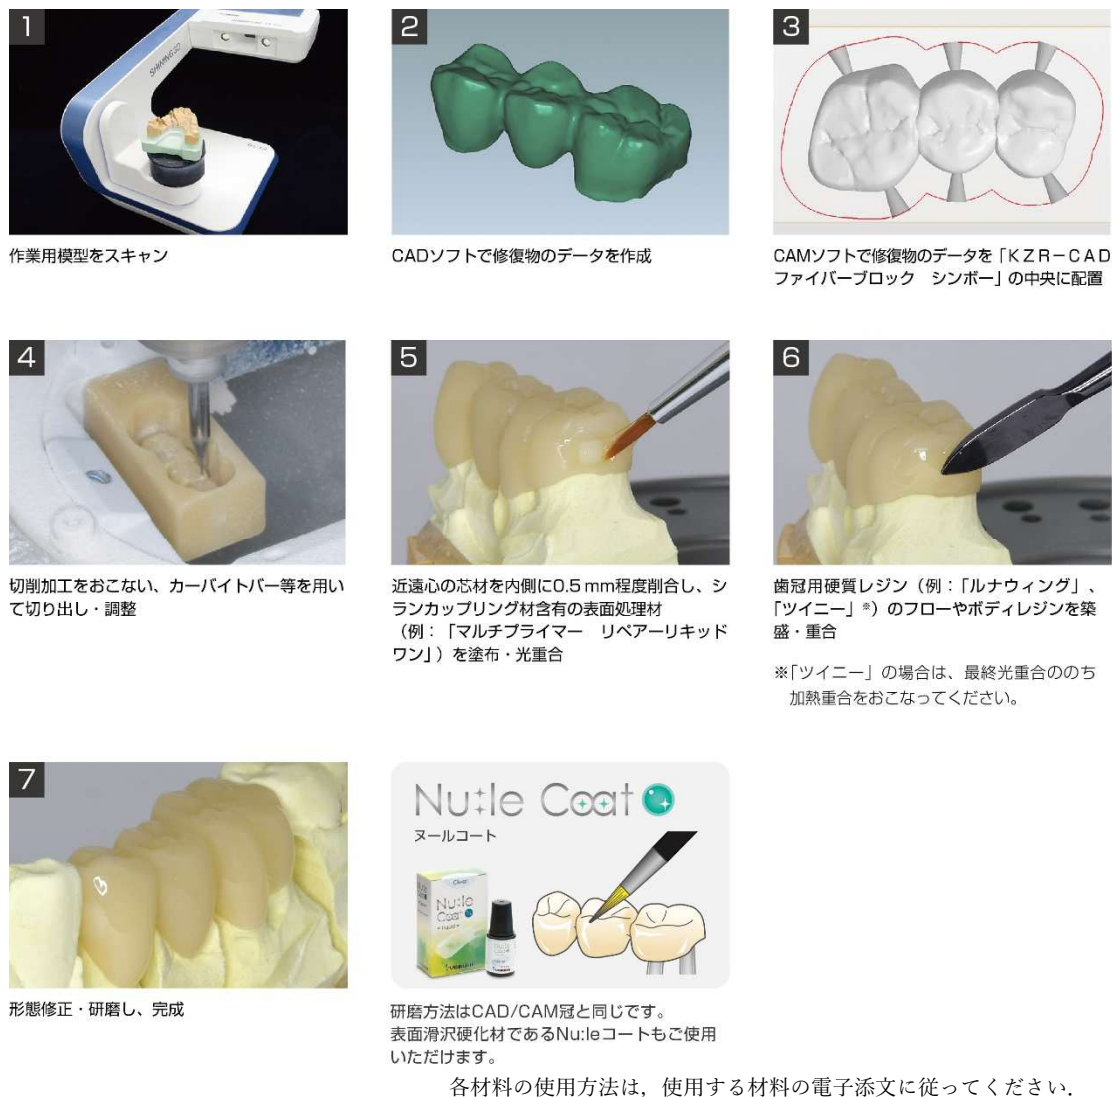 1
SHINING 3D
作業用模型をスキャン
2
CADソフトで修復物のデータを作成
3
CAMソフトで修復物のデータを「KZR-CAD
ファイバーブロック　シンボー」の中央に配置
4
切削加工をおこない、カーバイトバー等を用い
て切り出し・調整
5
近遠心の芯材を内側に0.5 mm程度削合し、シ
ランカップリング材含有の表面処理材
（例：「マルチプライマー　リペアーリキッド
ワン」）を塗布・光重合
6
歯冠用硬質レジン（例：「ルナウィング」、
「ツイニー」※）のフローやボディレジンを築
盛・重合
※「ツイニー」の場合は、最終光重合ののち
加熱重合をおこなってください。
7
形態修正・研磨し、完成
Nu:le Coat
ヌールコート
Nu:le
Coat
Nu:le
Coat
研磨方法はCAD/CAM冠と同じです。
表面滑沢硬化材であるNu:leコートもご使用
いただけます。
各材料の使用方法は，使用する材料の電子添文に従ってください．